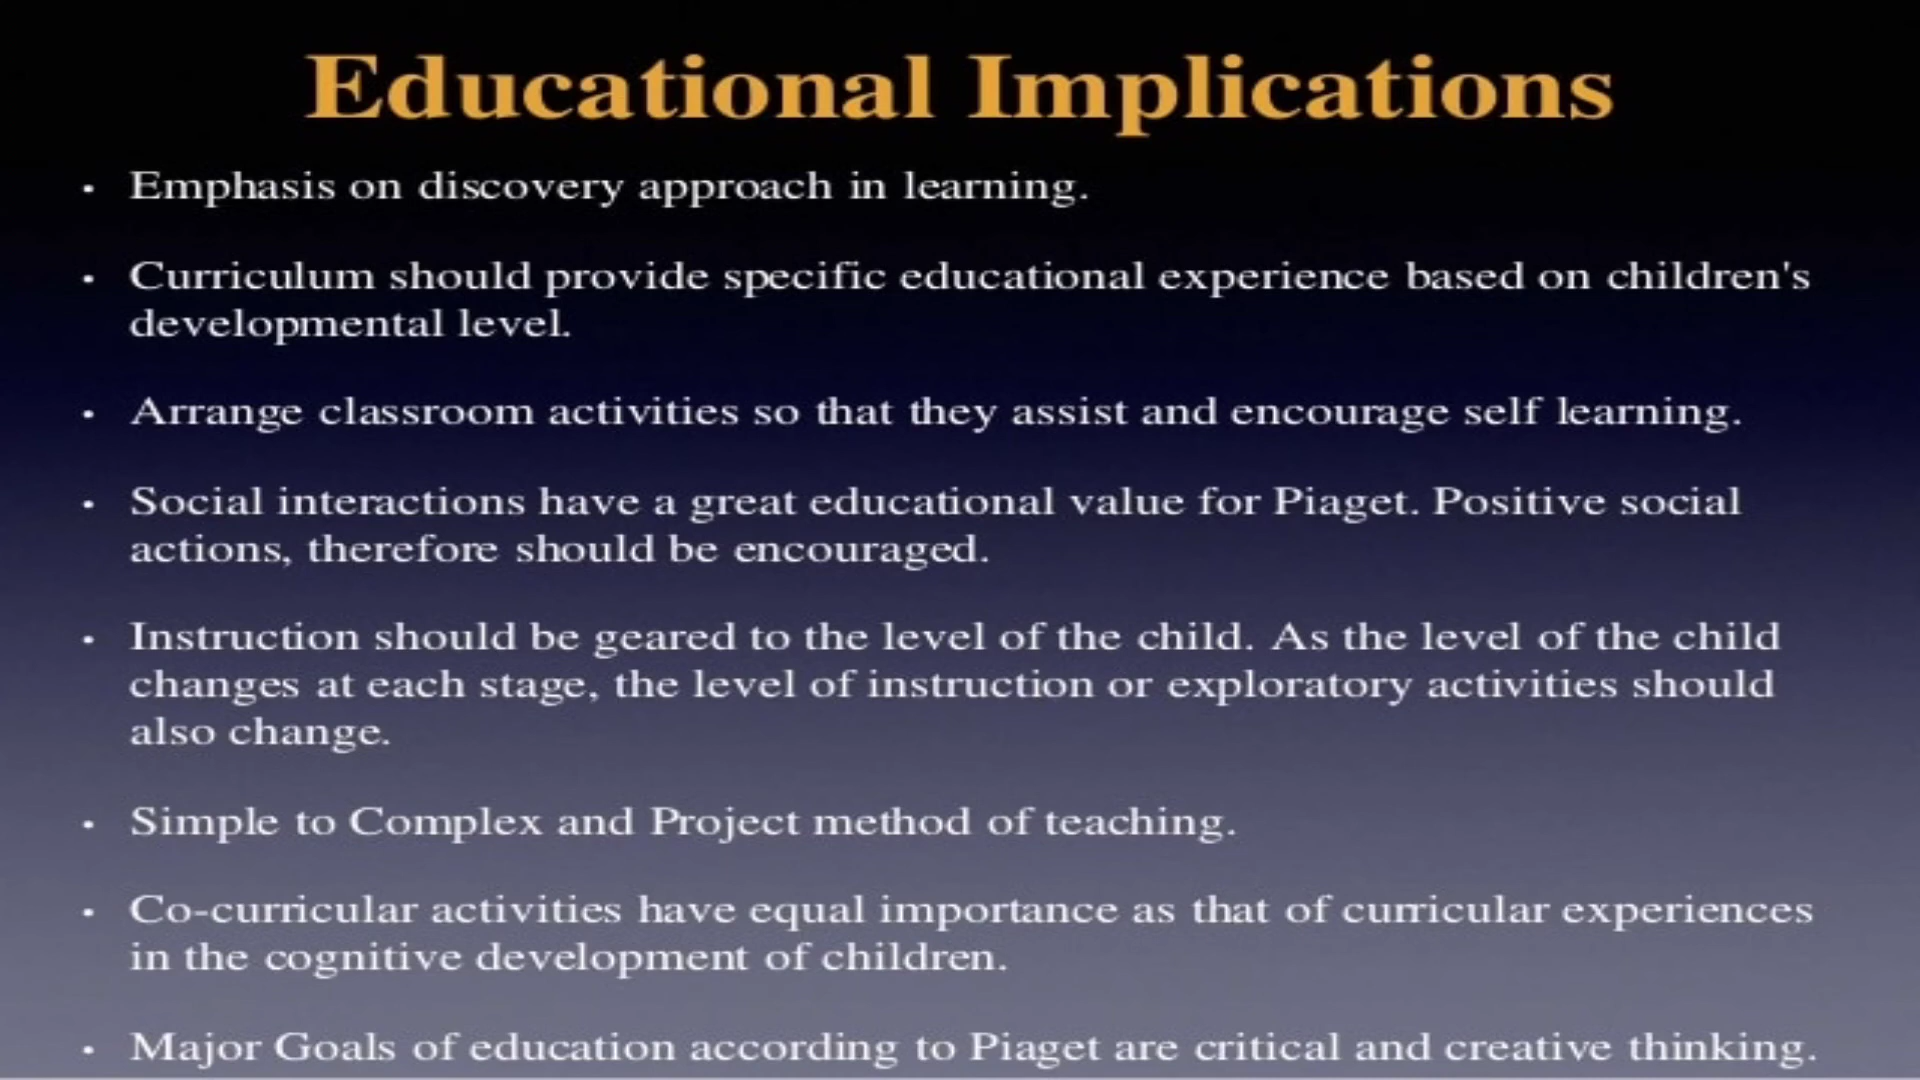 Educational Implications
• Emphasis on discovery approach in learning.
• Curriculum should provide specific educational experience based on children's
developmental level.
• Arrange classroom activities so that they assist and encourage self learning.
• Social interactions have a great educational value for Piaget. Positive social
actions, therefore should be encouraged.
• Instruction should be geared to the level of the child. As the level of the child
changes at each stage, the level of instruction or exploratory activities should
also change.
• Simple to Complex and Project method of teaching.
• Co-curricular activities have equal importance as that of curricular experiences
in the cognitive development of children.
• Major Goals of education according to Piaget are critical and creative thinking.